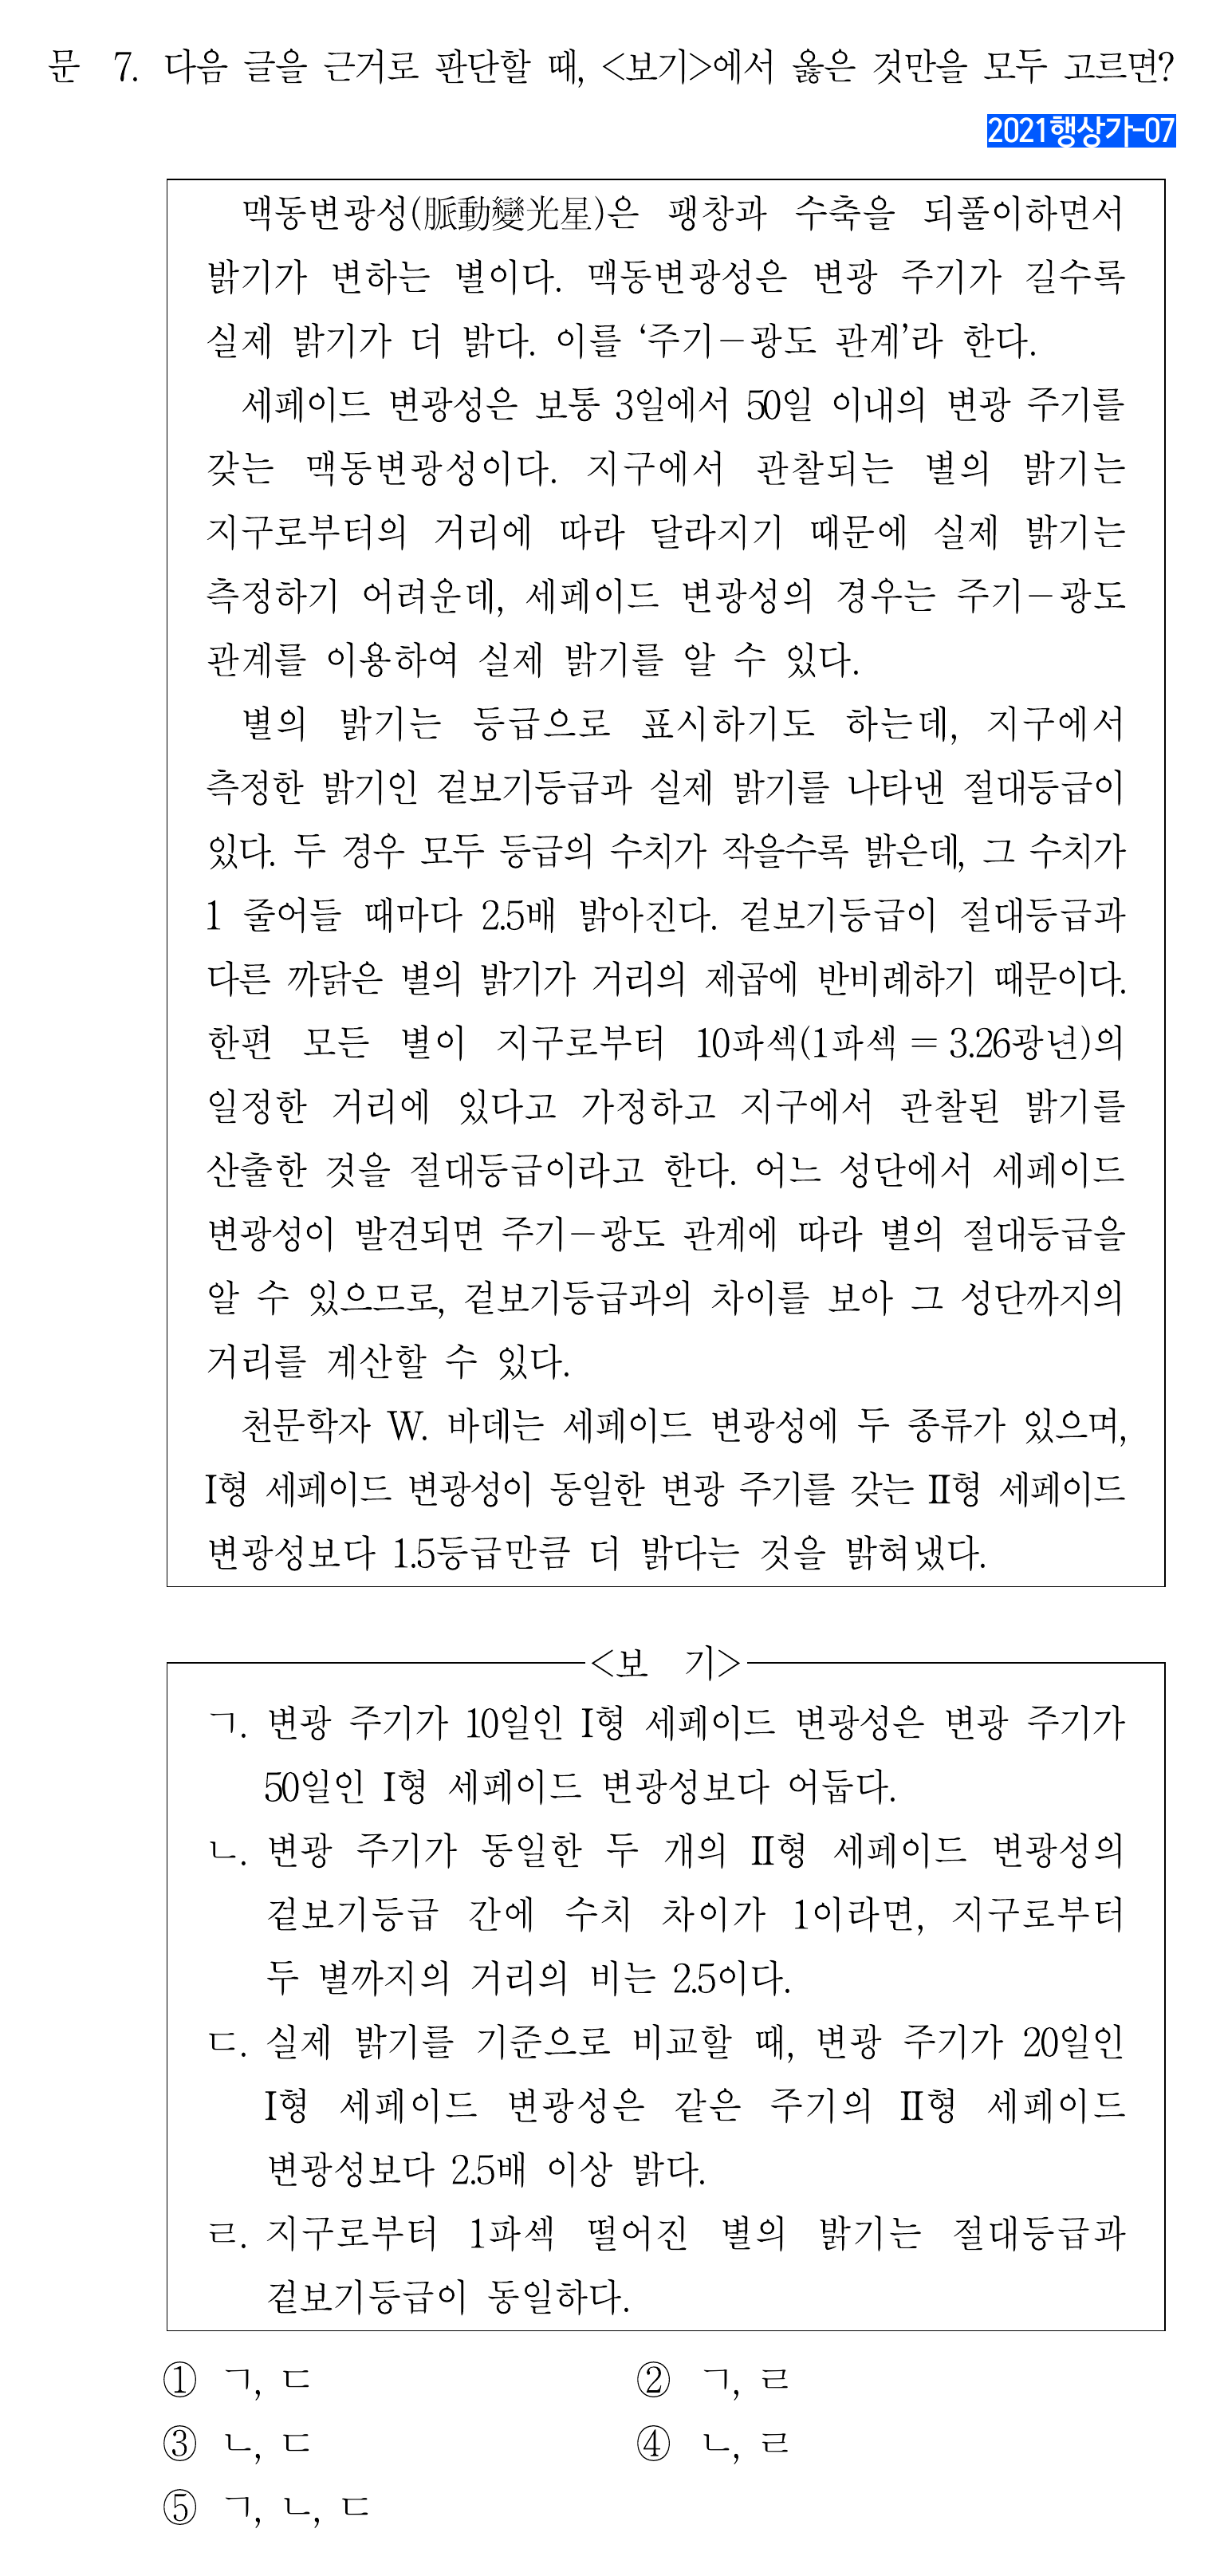 문 7. 다음 글을 근거로 판단할 때, <보기>에서 옳은 것만을 모두 고르면?
2021행상가-07
맥동변광성(脈動變光星)은 팽창과 수축을 되풀이하면서
밝기가 변하는 별이다. 맥동변광성은 변광 주기가 길수록
실제 밝기가 더 밝다. 이를 ‘주기－광도 관계’라 한다.
세페이드 변광성은 보통 3일에서 50일 이내의 변광 주기를
갖는 맥동변광성이다. 지구에서 관찰되는 별의 밝기는
지구로부터의 거리에 따라 달라지기 때문에 실제 밝기는
측정하기 어려운데, 세페이드 변광성의 경우는 주기－광도
관계를 이용하여 실제 밝기를 알 수 있다.
별의 밝기는 등급으로 표시하기도 하는데, 지구에서
측정한 밝기인 겉보기등급과 실제 밝기를 나타낸 절대등급이
있다. 두 경우 모두 등급의 수치가 작을수록 밝은데, 그 수치가
1 줄어들 때마다 2.5배 밝아진다. 겉보기등급이 절대등급과
다른 까닭은 별의 밝기가 거리의 제곱에 반비례하기 때문이다.
한편 모든 별이 지구로부터 10파섹(1파섹 = 3.26광년)의
일정한 거리에 있다고 가정하고 지구에서 관찰된 밝기를
산출한 것을 절대등급이라고 한다. 어느 성단에서 세페이드
변광성이 발견되면 주기－광도 관계에 따라 별의 절대등급을
알 수 있으므로, 겉보기등급과의 차이를 보아 그 성단까지의
거리를 계산할 수 있다.
천문학자 W. 바데는 세페이드 변광성에 두 종류가 있으며,
Ⅰ형 세페이드 변광성이 동일한 변광 주기를 갖는 Ⅱ형 세페이드
변광성보다 1.5등급만큼 더 밝다는 것을 밝혀냈다.
<보 기>
ㄱ. 변광 주기가 10일인 Ⅰ형 세페이드 변광성은 변광 주기가
50일인 Ⅰ형 세페이드 변광성보다 어둡다.
ㄴ. 변광 주기가 동일한 두 개의 Ⅱ형 세페이드 변광성의
겉보기등급 간에 수치 차이가 1이라면, 지구로부터
두 별까지의 거리의 비는 2.5이다.
ㄷ. 실제 밝기를 기준으로 비교할 때, 변광 주기가 20일인
Ⅰ형 세페이드 변광성은 같은 주기의 Ⅱ형 세페이드
변광성보다 2.5배 이상 밝다.
ㄹ. 지구로부터 1파섹 떨어진 별의 밝기는 절대등급과
겉보기등급이 동일하다.
① ㄱ, ㄷ ② ㄱ, ㄹ
③ ㄴ, ㄷ ④ ㄴ, ㄹ
⑤ ㄱ, ㄴ, ㄷ